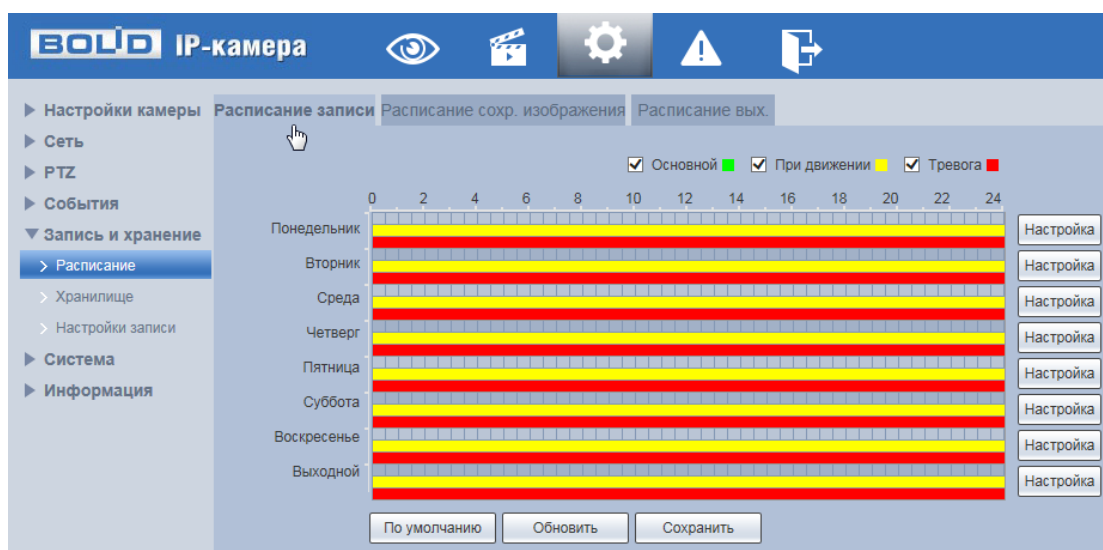 BOLID IP-камера
Настройки камеры
Сеть
PTZ
События
Запись и хранение
Расписание
Хранилище
Настройки записи
Система
Информация
Расписание записи Расписание сохр. изображения Расписание вых.
Основной При движении Тревога
0 2 4 6 8 10 12 14 16 18 20 22 24
Понедельник Настройка
Вторник Настройка
Среда Настройка
Четверг Настройка
Пятница Настройка
Суббота Настройка
Воскресенье Настройка
Выходной Настройка
По умолчанию Обновить Сохранить